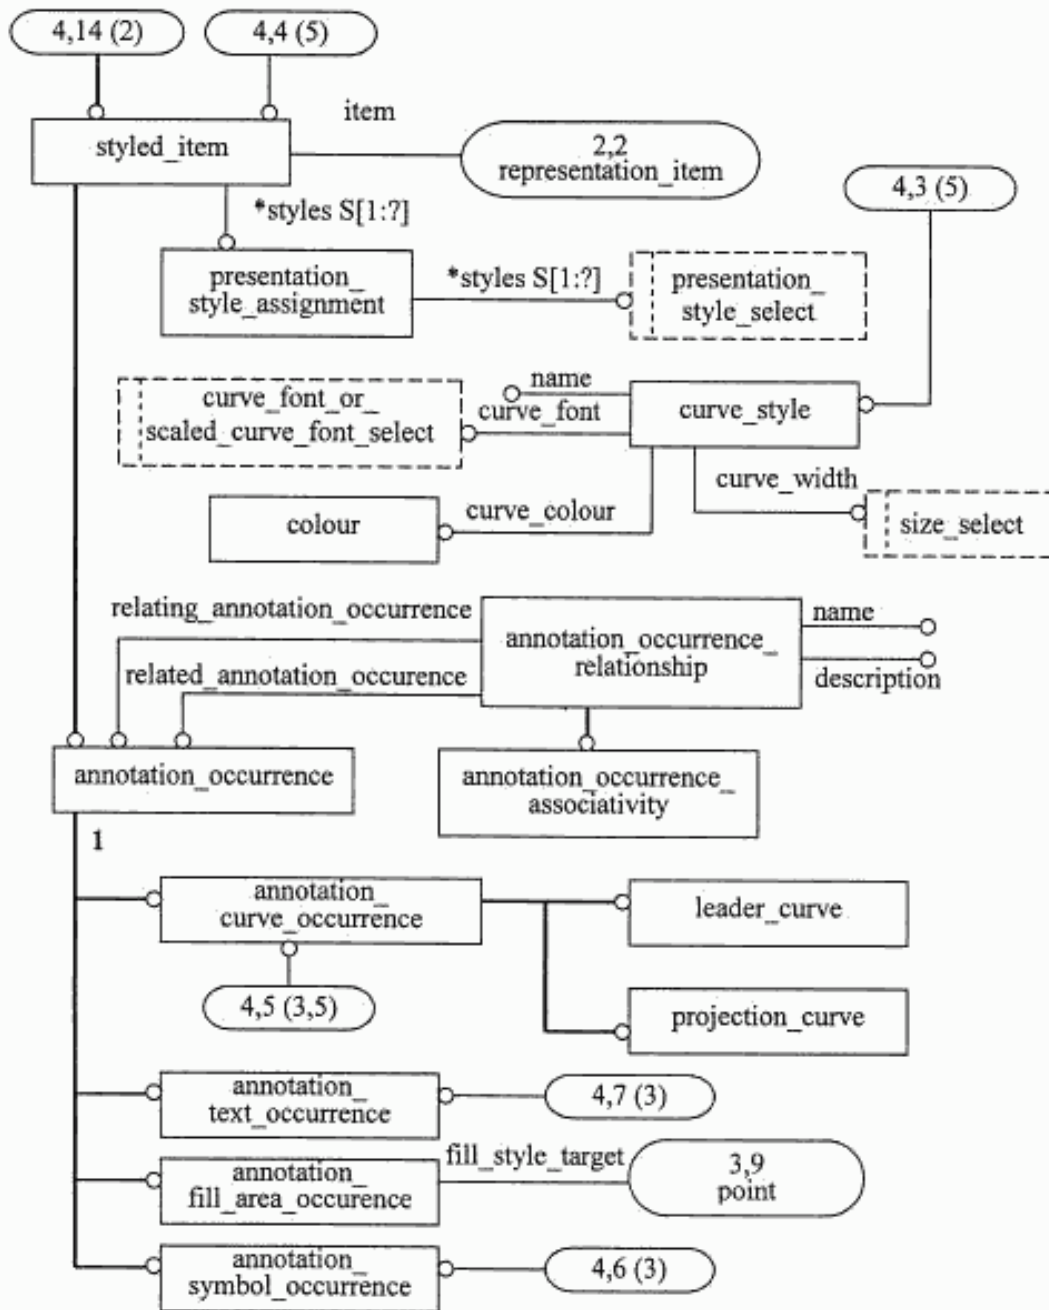 4,14 (2)
4,4 (5)
item
styled_item
2,2
representation_item
4,3 (5)
*styles S[1:?]
presentation_
style_assignment
*styles S[1:?]
presentation_
style_select
name
curve_font_or_
scaled_curve_font_select
curve_font
curve_style
curve_width
colour
curve_colour
size_select
relating_annotation_occurrence
annotation_occurrence_
relationship
name
related_annotation_occurence
description
annotation_occurrence
annotation_occurrence_
associativity
1
annotation_
curve_occurrence
leader_curve
4,5 (3,5)
projection_curve
annotation_
text_occurrence
4,7 (3)
annotation_
fill_area_occurence
fill_style_target
3,9
point
annotation_
symbol_occurrence
4,6 (3)